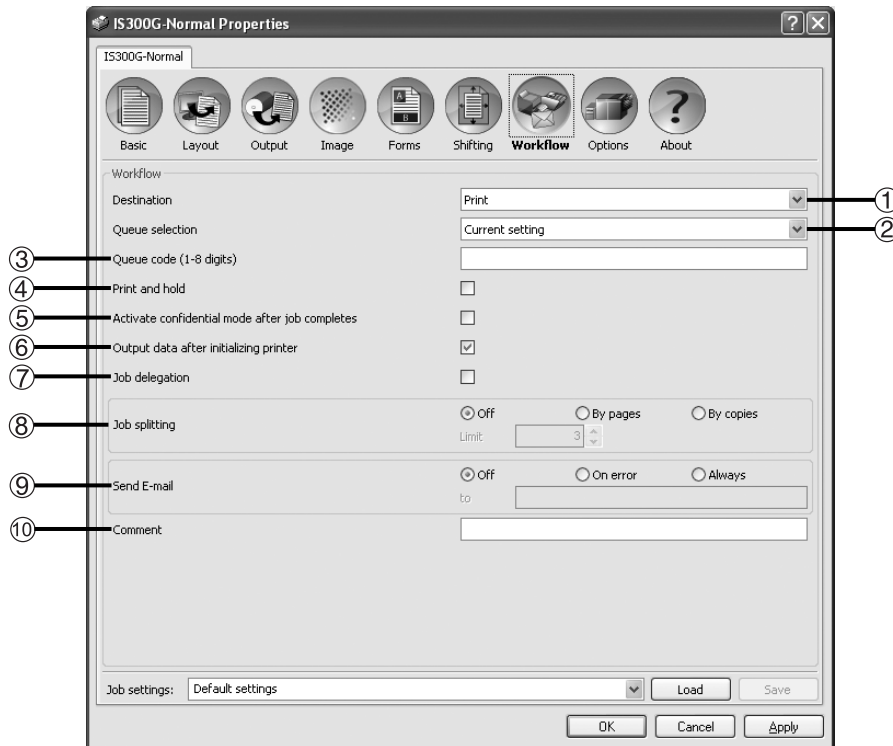 IS300G-Normal Properties
IS300G-Normal
Basic Layout Output Image Forms Shifting Workflow Options About
Workflow
Destination Print ①
Queue selection Current setting ②
③ Queue code (1-8 digits)
④ Print and hold
⑤ Activate confidential mode after job completes
⑥ Output data after initializing printer
⑦ Job delegation
⑧ Job splitting Off By pages By copies
Limit 3
⑨ Send E-mail Off On error Always
to
⑩ Comment
Job settings: Default settings Load Save
OK Cancel Apply